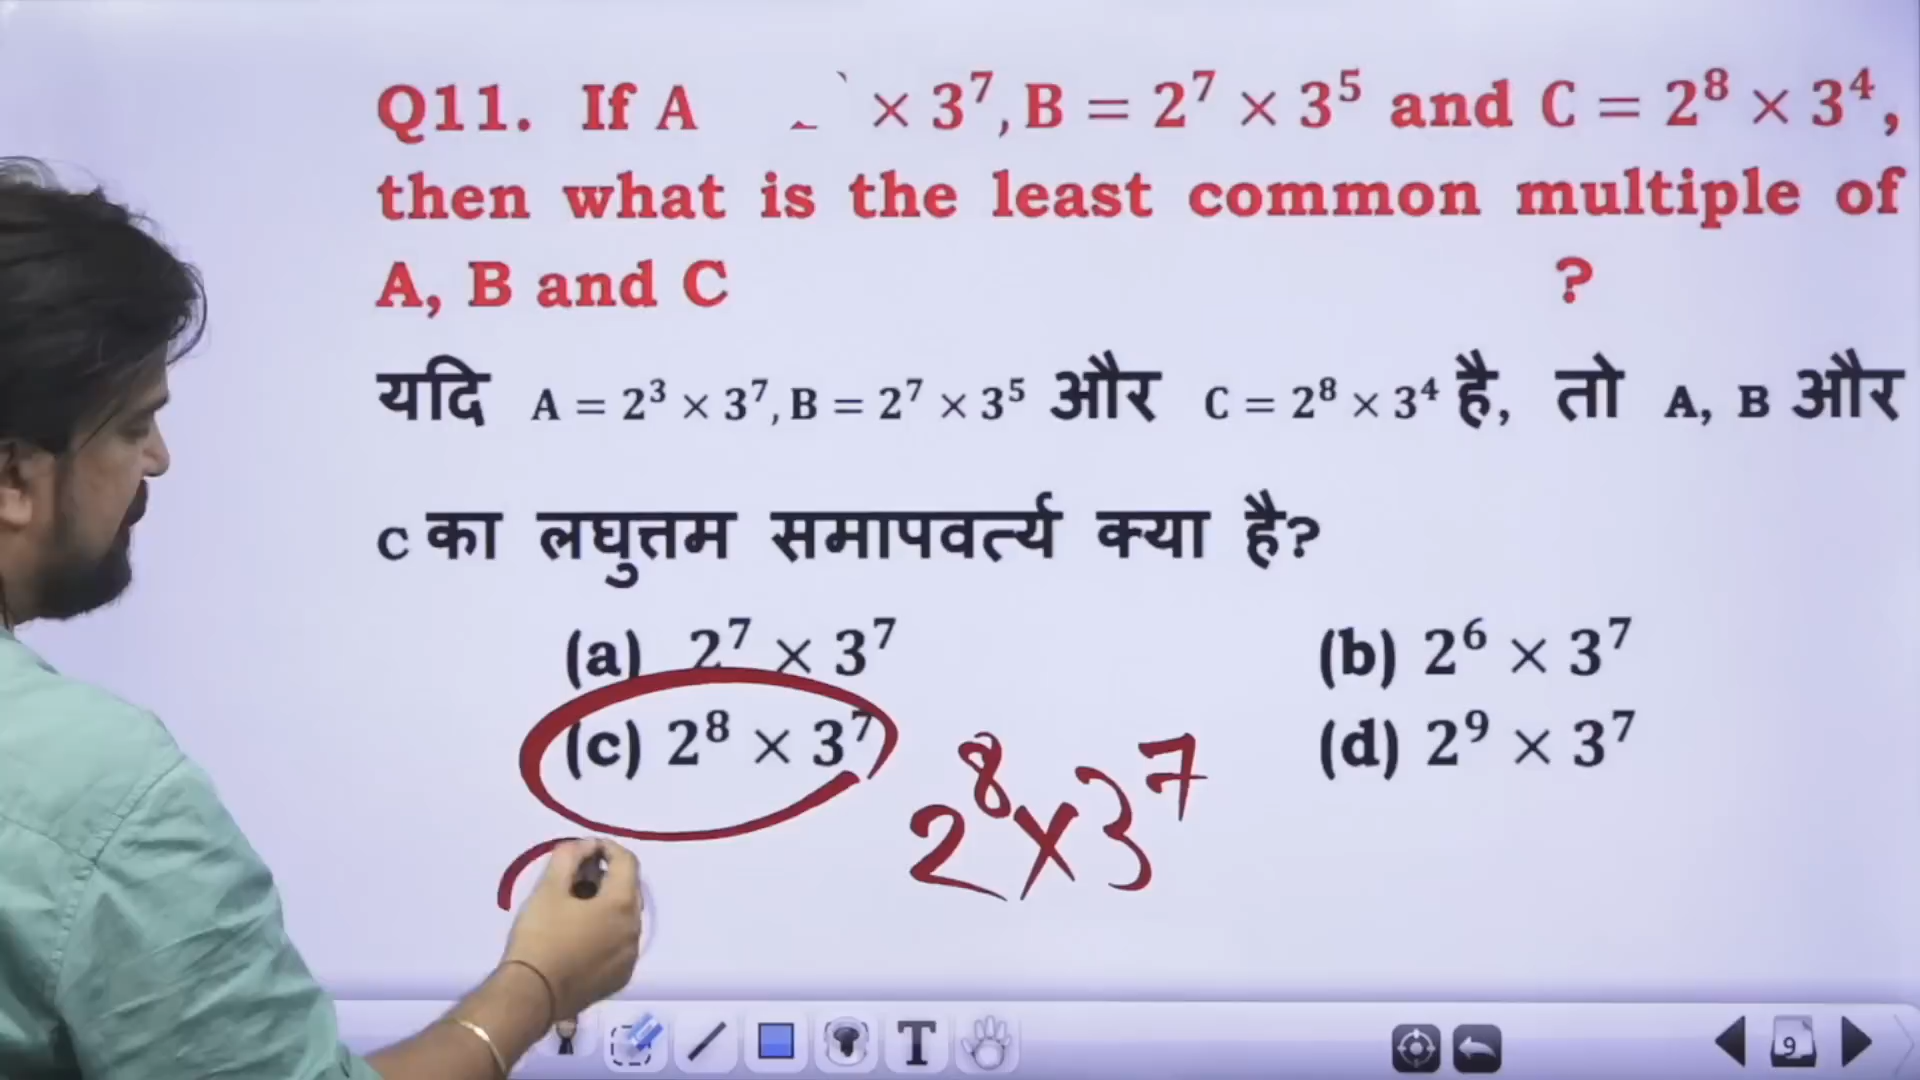 Q11. If A × 3⁷, B = 2⁷ × 3⁵ and C = 2⁸ × 3⁴,
then what is the least common multiple of
A, B and C ?
यदि A = 2³ × 3⁷, B = 2⁷ × 3⁵ और C = 2⁸ × 3⁴ है, तो A, B और
C का लघुत्तम समापवर्त्य क्या है?
(a) 2⁷ × 3⁷ (b) 2⁶ × 3⁷
(c) 2⁸ × 3⁷ (d) 2⁹ × 3⁷
2⁸×3⁷
T 9